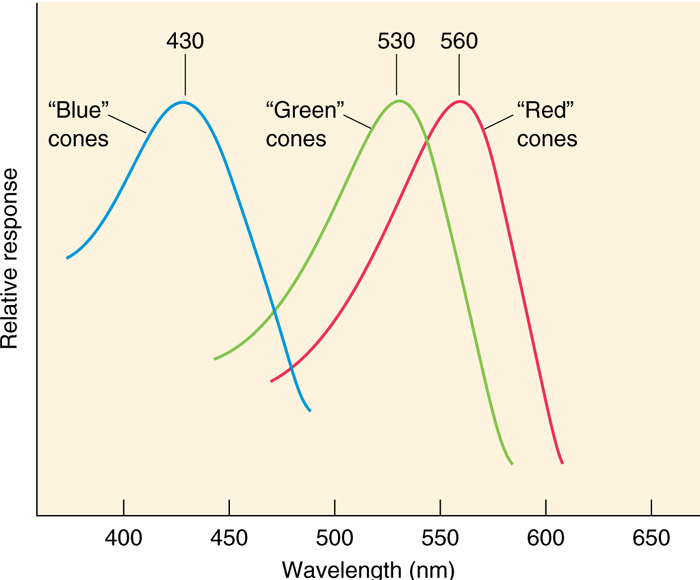 430
530
560
“Blue”
cones
“Green”
cones
“Red”
cones
Relative response
400
450
500
550
600
650
Wavelength (nm)